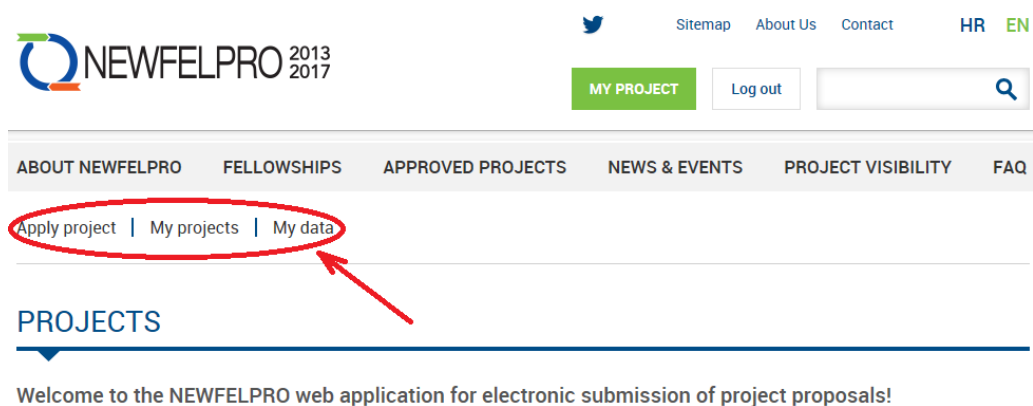 Sitemap About Us Contact HR EN
NEWFELPRO 2013 2017
MY PROJECT Log out
ABOUT NEWFELPRO FELLOWSHIPS APPROVED PROJECTS NEWS & EVENTS PROJECT VISIBILITY FAQ
Apply project | My projects | My data
PROJECTS
Welcome to the NEWFELPRO web application for electronic submission of project proposals!